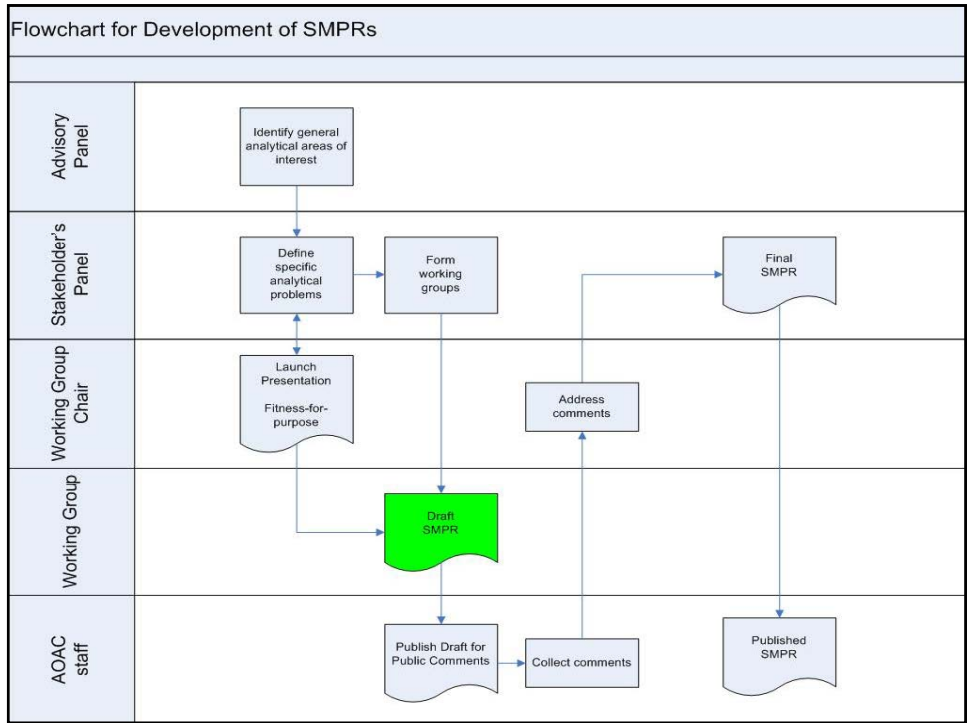 Flowchart for Development of SMPRs
Advisory
Panel
Identify general
analytical areas of
interest
Stakeholder's
Panel
Define
specific
analytical
problems
Form
working
groups
Final
SMPR
Working Group
Chair
Launch
Presentation
Fitness-for-
purpose
Address
comments
Working Group
Draft
SMPR
AOAC
staff
Publish Draft for
Public Comments
Collect comments
Published
SMPR